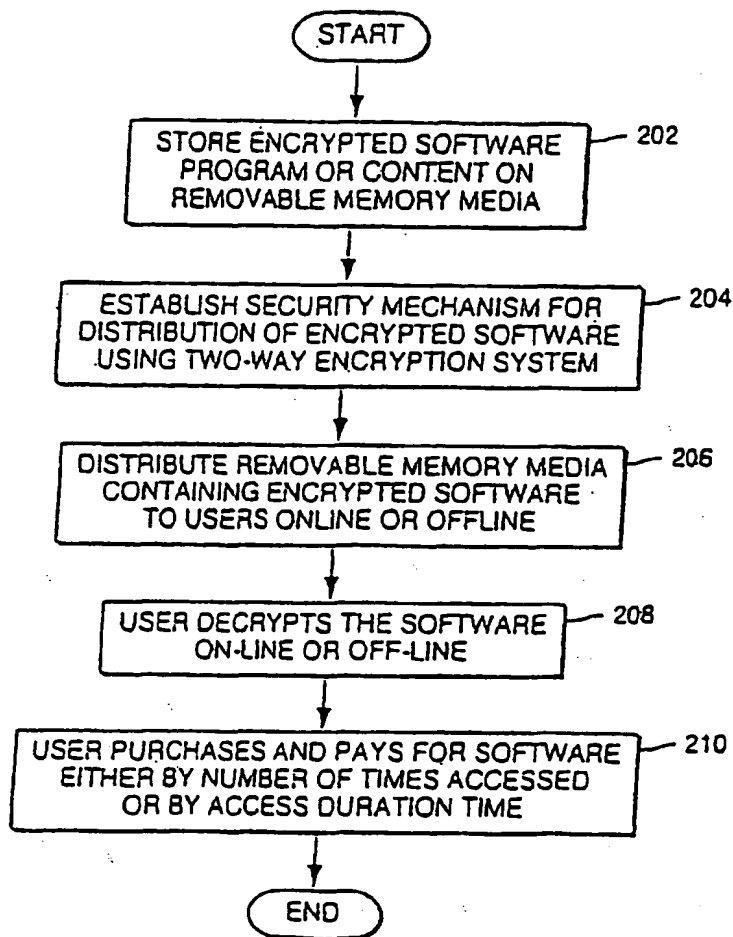 START
STORE ENCRYPTED SOFTWARE
PROGRAM OR CONTENT ON
REMOVABLE MEMORY MEDIA
202
ESTABLISH SECURITY MECHANISM FOR
DISTRIBUTION OF ENCRYPTED SOFTWARE
USING TWO-WAY ENCRYPTION SYSTEM
204
DISTRIBUTE REMOVABLE MEMORY MEDIA
CONTAINING ENCRYPTED SOFTWARE
TO USERS ONLINE OR OFFLINE
206
USER DECRYPTS THE SOFTWARE
ON-LINE OR OFF-LINE
208
USER PURCHASES AND PAYS FOR SOFTWARE
EITHER BY NUMBER OF TIMES ACCESSED
OR BY ACCESS DURATION TIME
210
END